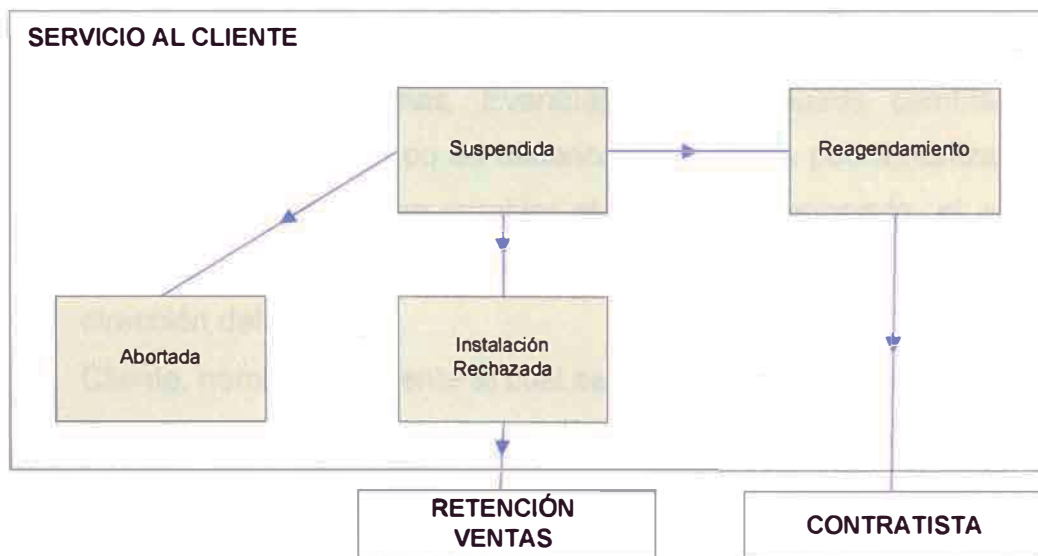 SERVICIO AL CLIENTE
Suspendida
Reagendamiento
Abortada
Instalación
Rechazada
RETENCIÓN
VENTAS
CONTRATISTA